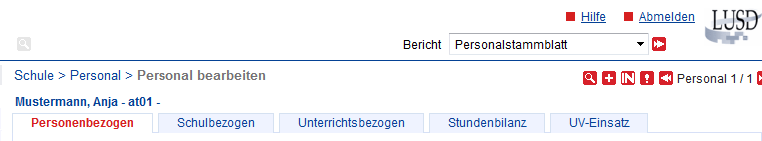 Hilfe Abmelden LUSD
Bericht Personalstammblatt
Schule > Personal > Personal bearbeiten Personal 1 / 1
Mustermann, Anja - at01 -
Personenbezogen Schulbezogen Unterrichtsbezogen Stundenbilanz UV-Einsatz